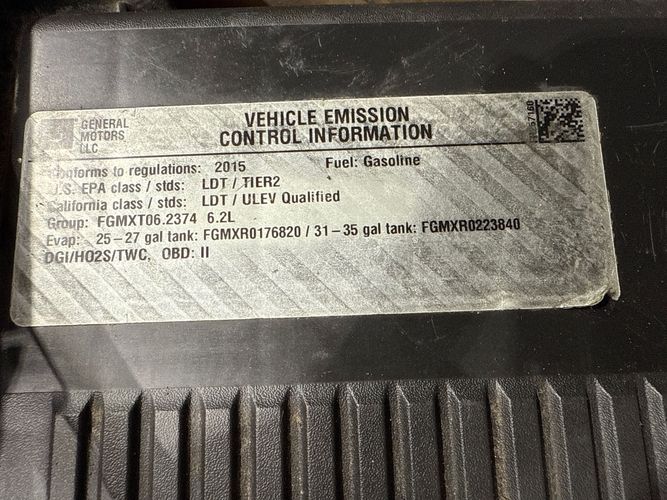 GENERAL
MOTORS
LLC
VEHICLE EMISSION
CONTROL INFORMATION
Conforms to regulations: 2015 Fuel: Gasoline
U.S. EPA class / stds: LDT / TIER2
California class / stds: LDT / ULEV Qualified
Group: FGMXT06.2374 6.2L
Evap: 25-27 gal tank: FGMXR0176820 / 31-35 gal tank: FGMXR0223840
DGI/HO2S/TWC, OBD: II